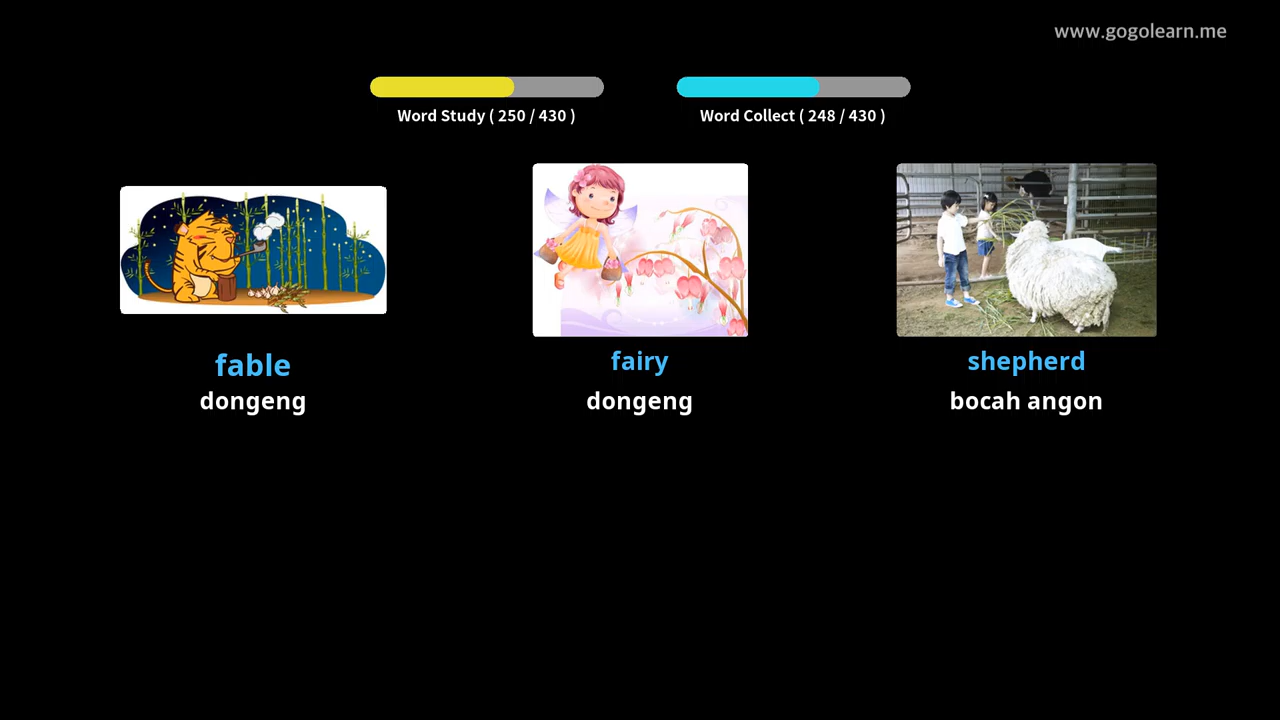 www.gogolearn.me
Word Study ( 250 / 430 )
Word Collect ( 248 / 430 )
fable
dongeng
fairy
dongeng
shepherd
bocah angon